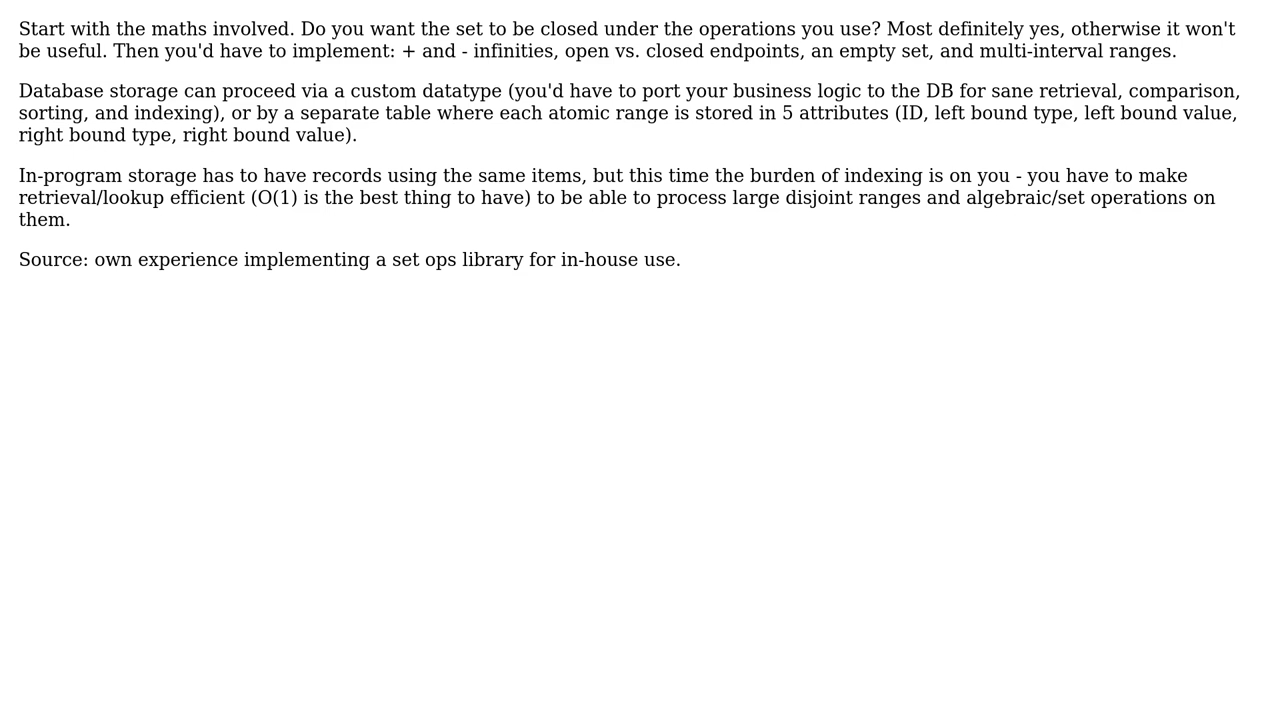 Start with the maths involved. Do you want the set to be closed under the operations you use? Most definitely yes, otherwise it won't
be useful. Then you'd have to implement: + and - infinities, open vs. closed endpoints, an empty set, and multi-interval ranges.
Database storage can proceed via a custom datatype (you'd have to port your business logic to the DB for sane retrieval, comparison,
sorting, and indexing), or by a separate table where each atomic range is stored in 5 attributes (ID, left bound type, left bound value,
right bound type, right bound value).
In-program storage has to have records using the same items, but this time the burden of indexing is on you - you have to make
retrieval/lookup efficient (O(1) is the best thing to have) to be able to process large disjoint ranges and algebraic/set operations on
them.
Source: own experience implementing a set ops library for in-house use.